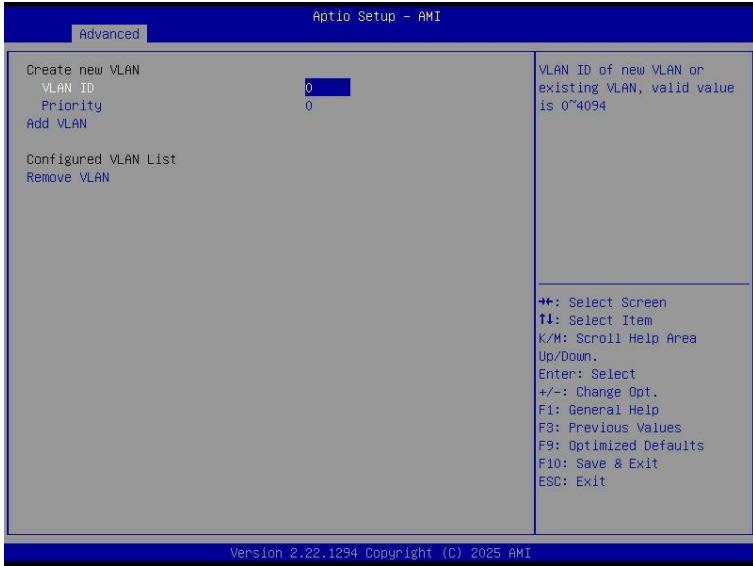 Aptio Setup - AMI
Advanced
Create new VLAN
VLAN ID 0
Priority 0
Add VLAN
Configured VLAN List
Remove VLAN
VLAN ID of new VLAN or
existing VLAN, valid value
is 0~4094
→←: Select Screen
↑↓: Select Item
K/M: Scroll Help Area
Up/Down.
Enter: Select
+/-: Change Opt.
F1: General Help
F3: Previous Values
F9: Optimized Defaults
F10: Save & Exit
ESC: Exit
Version 2.22.1294 Copyright (C) 2025 AMI